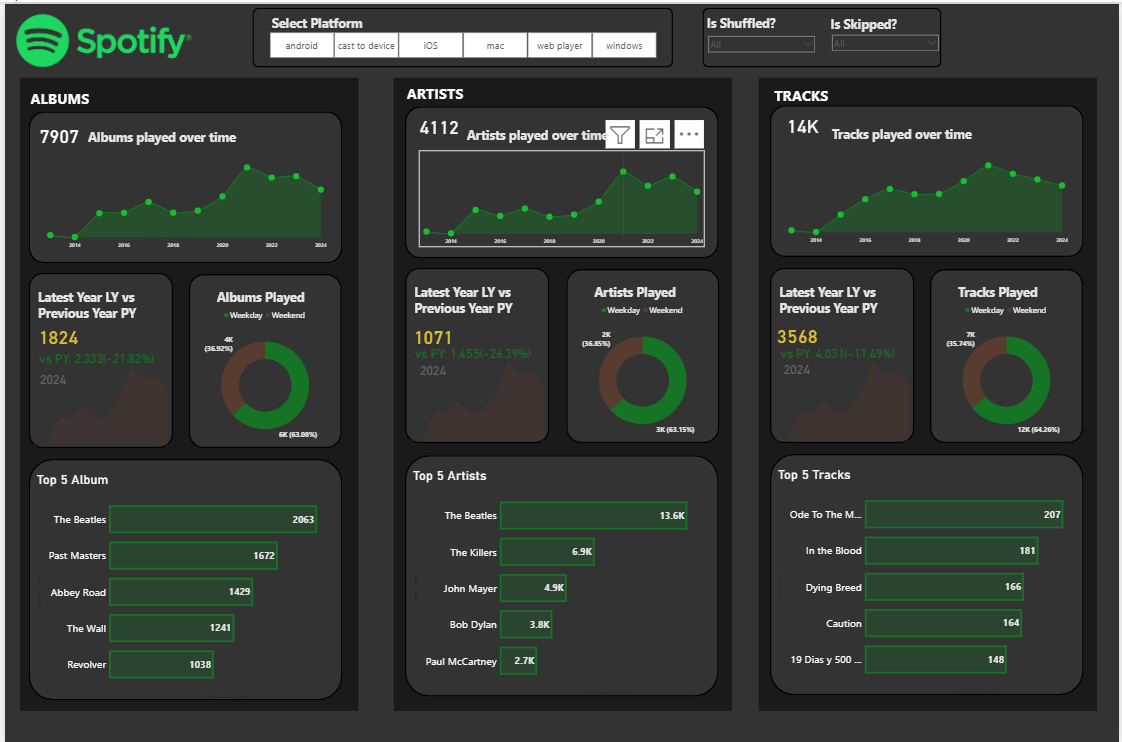 Spotify®
Select Platform
android
cast to device
iOS
mac
web player
windows
Is Shuffled?
All
Is Skipped?
All
ALBUMS
7907 Albums played over time
2014 2016 2018 2020 2022 2024
Latest Year LY vs
Previous Year PY
1824
vs PY: 2,333(-21.82%)
2024
Albums Played
Weekday Weekend
4K
(36.92%)
6K (63.08%)
Top 5 Album
The Beatles 2063
Past Masters 1672
Abbey Road 1429
The Wall 1241
Revolver 1038
ARTISTS
4112 Artists played over time
2014 2016 2018 2020 2022 2024
Latest Year LY vs
Previous Year PY
1071
vs PY: 1,455(-26.39%)
2024
Artists Played
Weekday Weekend
2K
(36.85%)
3K (63.15%)
Top 5 Artists
The Beatles 13.6K
The Killers 6.9K
John Mayer 4.9K
Bob Dylan 3.8K
Paul McCartney 2.7K
TRACKS
14K Tracks played over time
2014 2016 2018 2020 2022 2024
Latest Year LY vs
Previous Year PY
3568
vs PY: 4,031(-11.49%)
2024
Tracks Played
Weekday Weekend
7K
(35.74%)
12K (64.26%)
Top 5 Tracks
Ode To The M... 207
In the Blood 181
Dying Breed 166
Caution 164
19 Dias y 500 ... 148